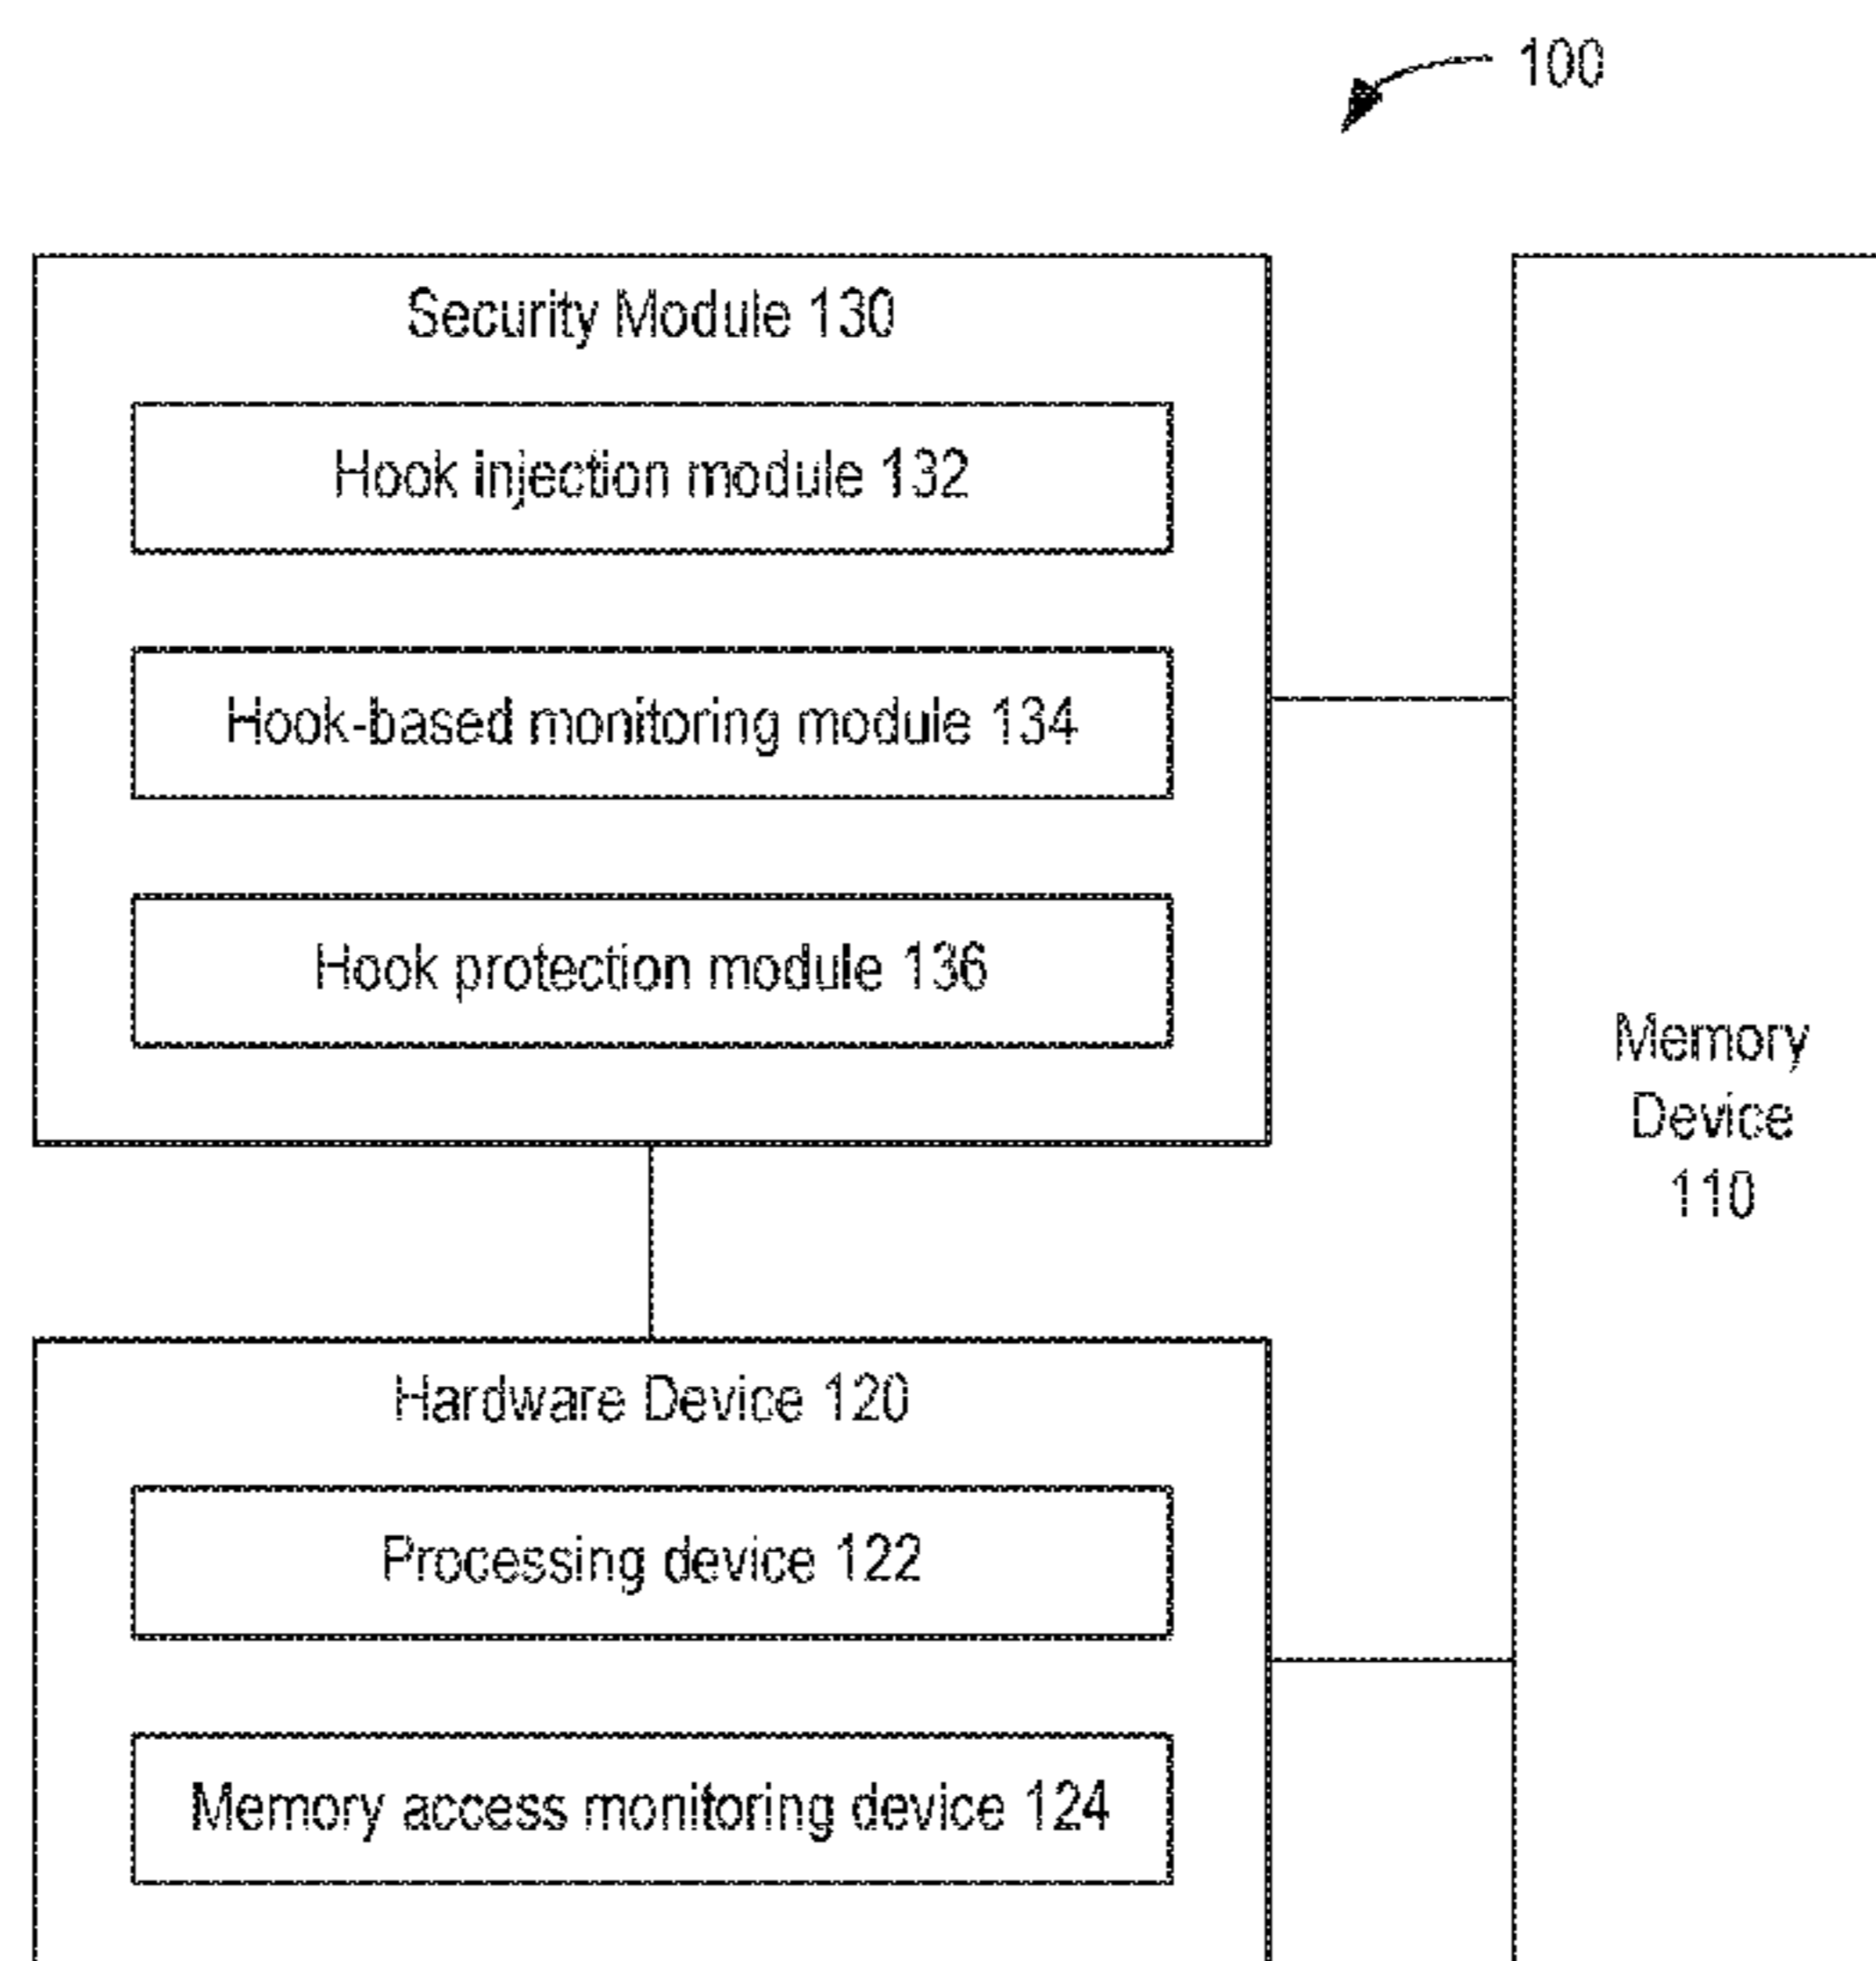 100
Security Module 130
Hook injection module 132
Hook-based monitoring module 134
Hook protection module 136
Memory
Device
110
Hardware Device 120
Processing device 122
Memory access monitoring device 124